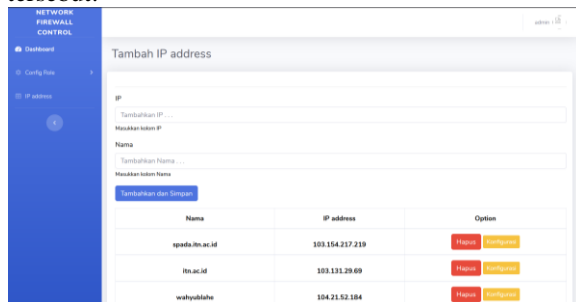 NETWORK
FIREWALL
CONTROL
admin
Dashboard
Tambah IP address
Config Rule
IP address
IP
Tambahkan IP . . .
Masukkan kolom IP
Nama
Tambahkan Nama . . .
Masukkan kolom Nama
Tambahkan dan Simpan
Nama IP address Option
spada.itn.ac.id 103.154.217.219 Hapus Konfigurasi
itn.ac.id 103.131.29.69 Hapus Konfigurasi
wahyublahe 104.21.52.184 Hapus Konfigurasi